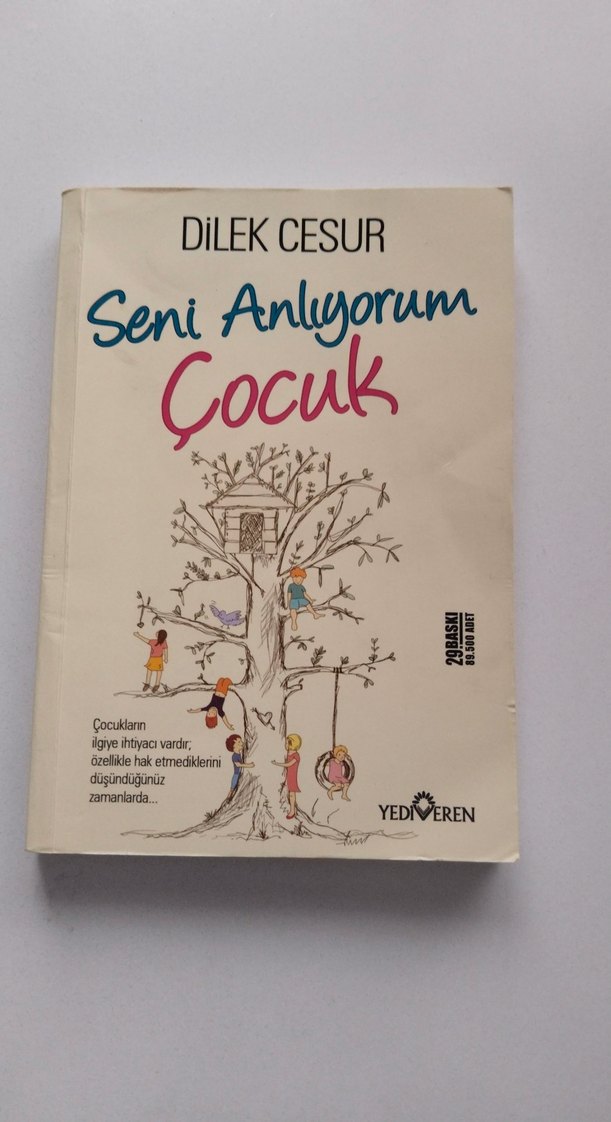 DİLEK CESUR
Seni Anlıyorum
Çocuk
29.BASKI
89.500 ADET
Çocukların
ilgiye ihtiyacı vardır;
özellikle hak etmediklerini
düşündüğünüz
zamanlarda...
YEDİVEREN